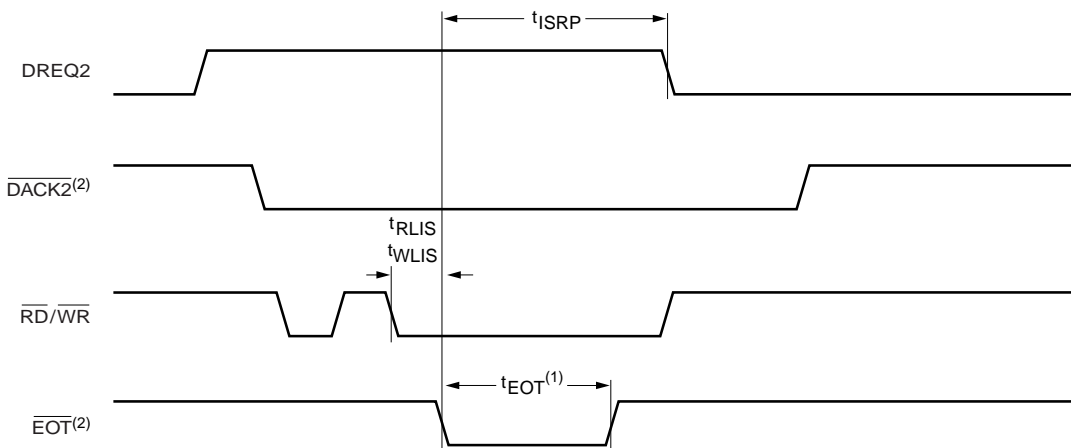 tISRP
DREQ2
DACK2(2)
tRLIS
tWLIS
RD/WR
tEOT(1)
EOT(2)